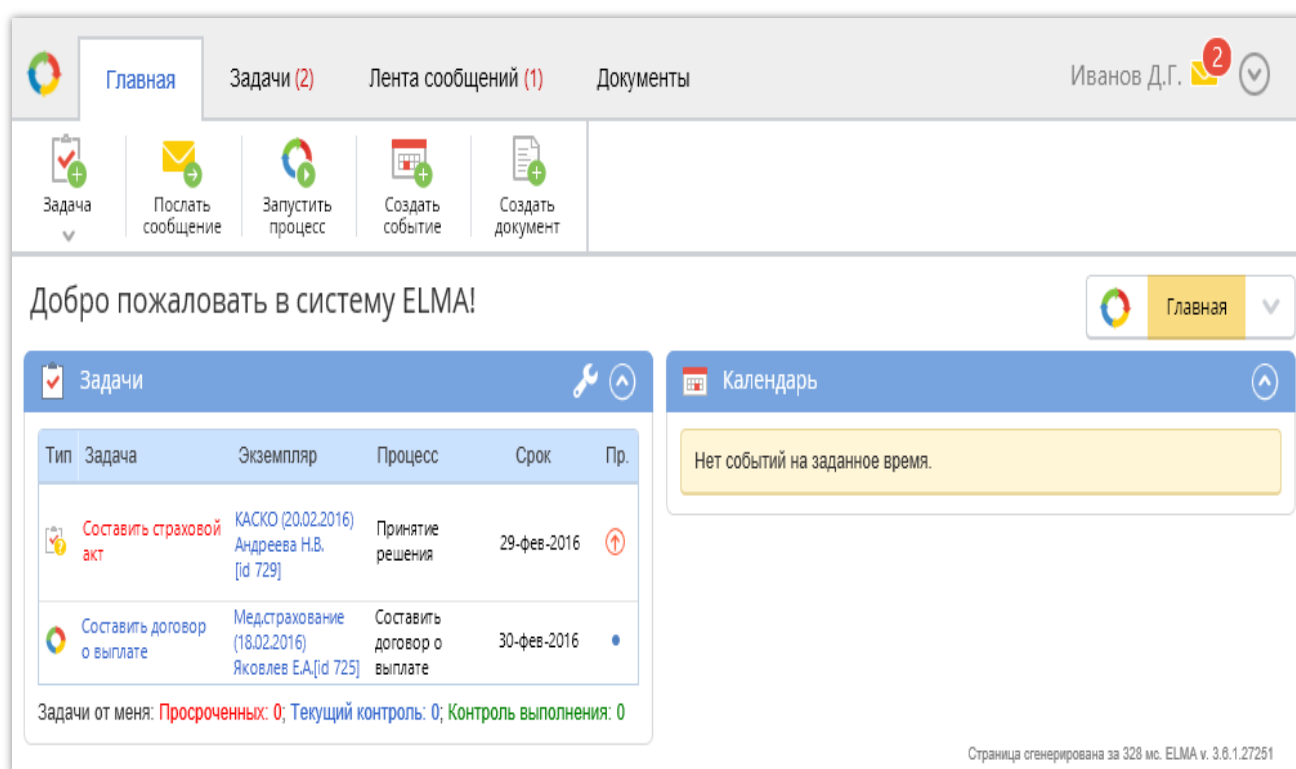 Главная
Задачи (2)
Лента сообщений (1)
Документы
Иванов Д.Г.
2
Задача
Послать
сообщение
Запустить
процесс
Создать
событие
Создать
документ
Добро пожаловать в систему ELMA!
Главная
Задачи
Тип Задача Экземпляр Процесс Срок Пр.
Составить страховой
акт
КАСКО (20.02.2016)
Андреева Н.В.
[id 729]
Принятие
решения
29-фев-2016
Составить договор
о выплате
Мед.страхование
(18.02.2016)
Яковлев Е.А.[id 725]
Составить
договор о
выплате
30-фев-2016
Задачи от меня: Просроченных: 0; Текущий контроль: 0; Контроль выполнения: 0
Календарь
Нет событий на заданное время.
Страница сгенерирована за 328 мс. ELMA v. 3.6.1.27251